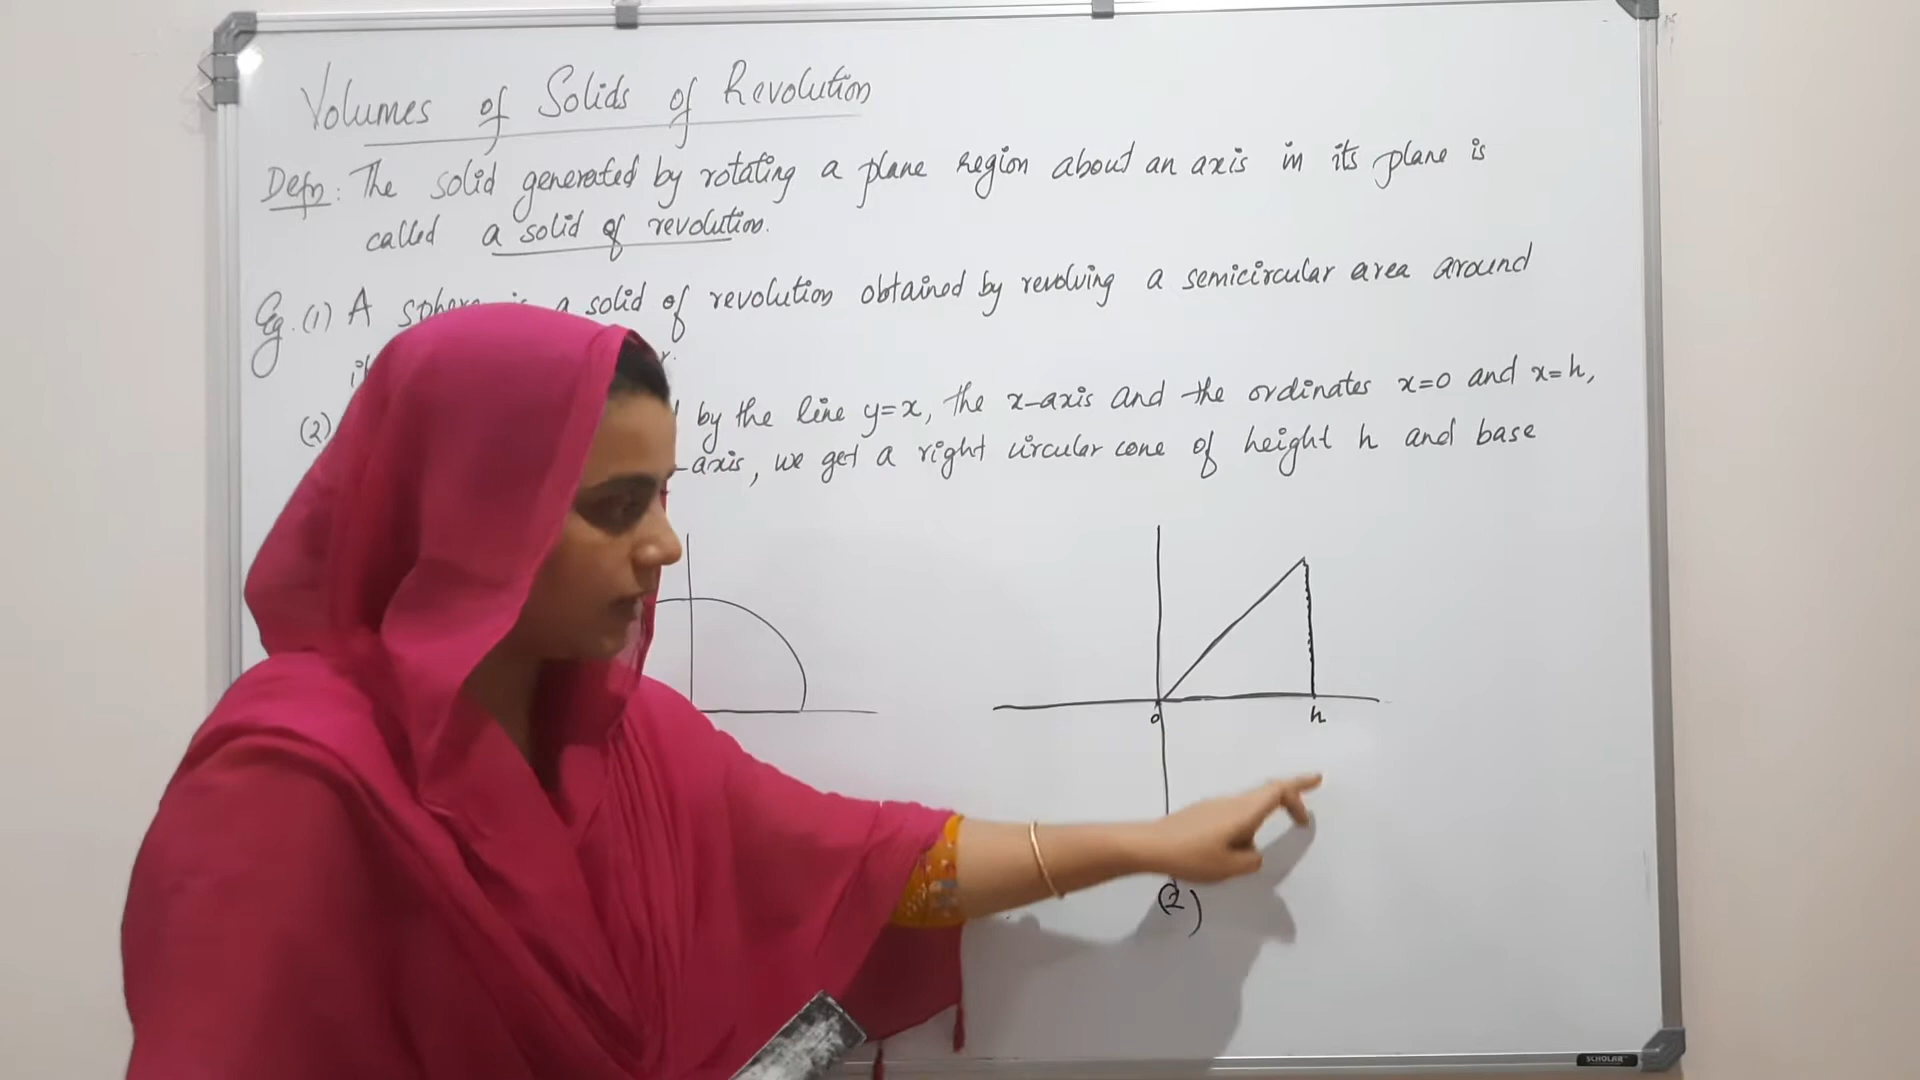 Volumes of Solids of Revolution
Defn: The solid generated by rotating a plane region about an axis in its plane is
called a solid of revolution.
Eg. (1) A sphere is a solid of revolution obtained by revolving a semicircular area around
(2) by the line y=x, the x-axis and the ordinates x=0 and x=h,
-axis, we get a right circular cone of height h and base
0 h
(2)
SCHOLAR